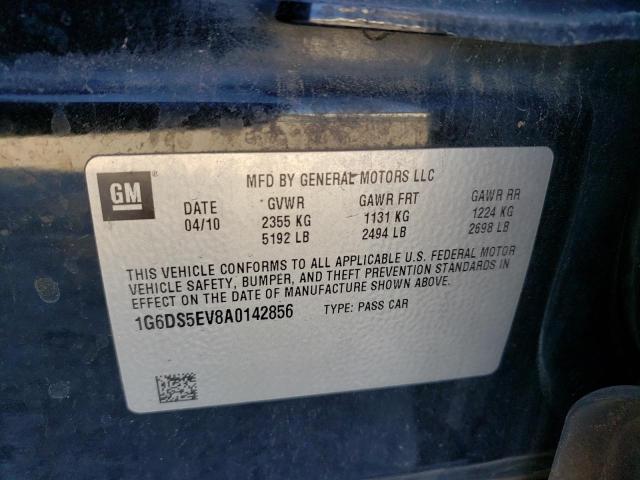 GM®
MFD BY GENERAL MOTORS LLC
DATE GVWR GAWR FRT GAWR RR
04/10 2355 KG 1131 KG 1224 KG
5192 LB 2494 LB 2698 LB
THIS VEHICLE CONFORMS TO ALL APPLICABLE U.S. FEDERAL MOTOR
VEHICLE SAFETY, BUMPER, AND THEFT PREVENTION STANDARDS IN
EFFECT ON THE DATE OF MANUFACTURE SHOWN ABOVE.
1G6DS5EV8A0142856 TYPE: PASS CAR